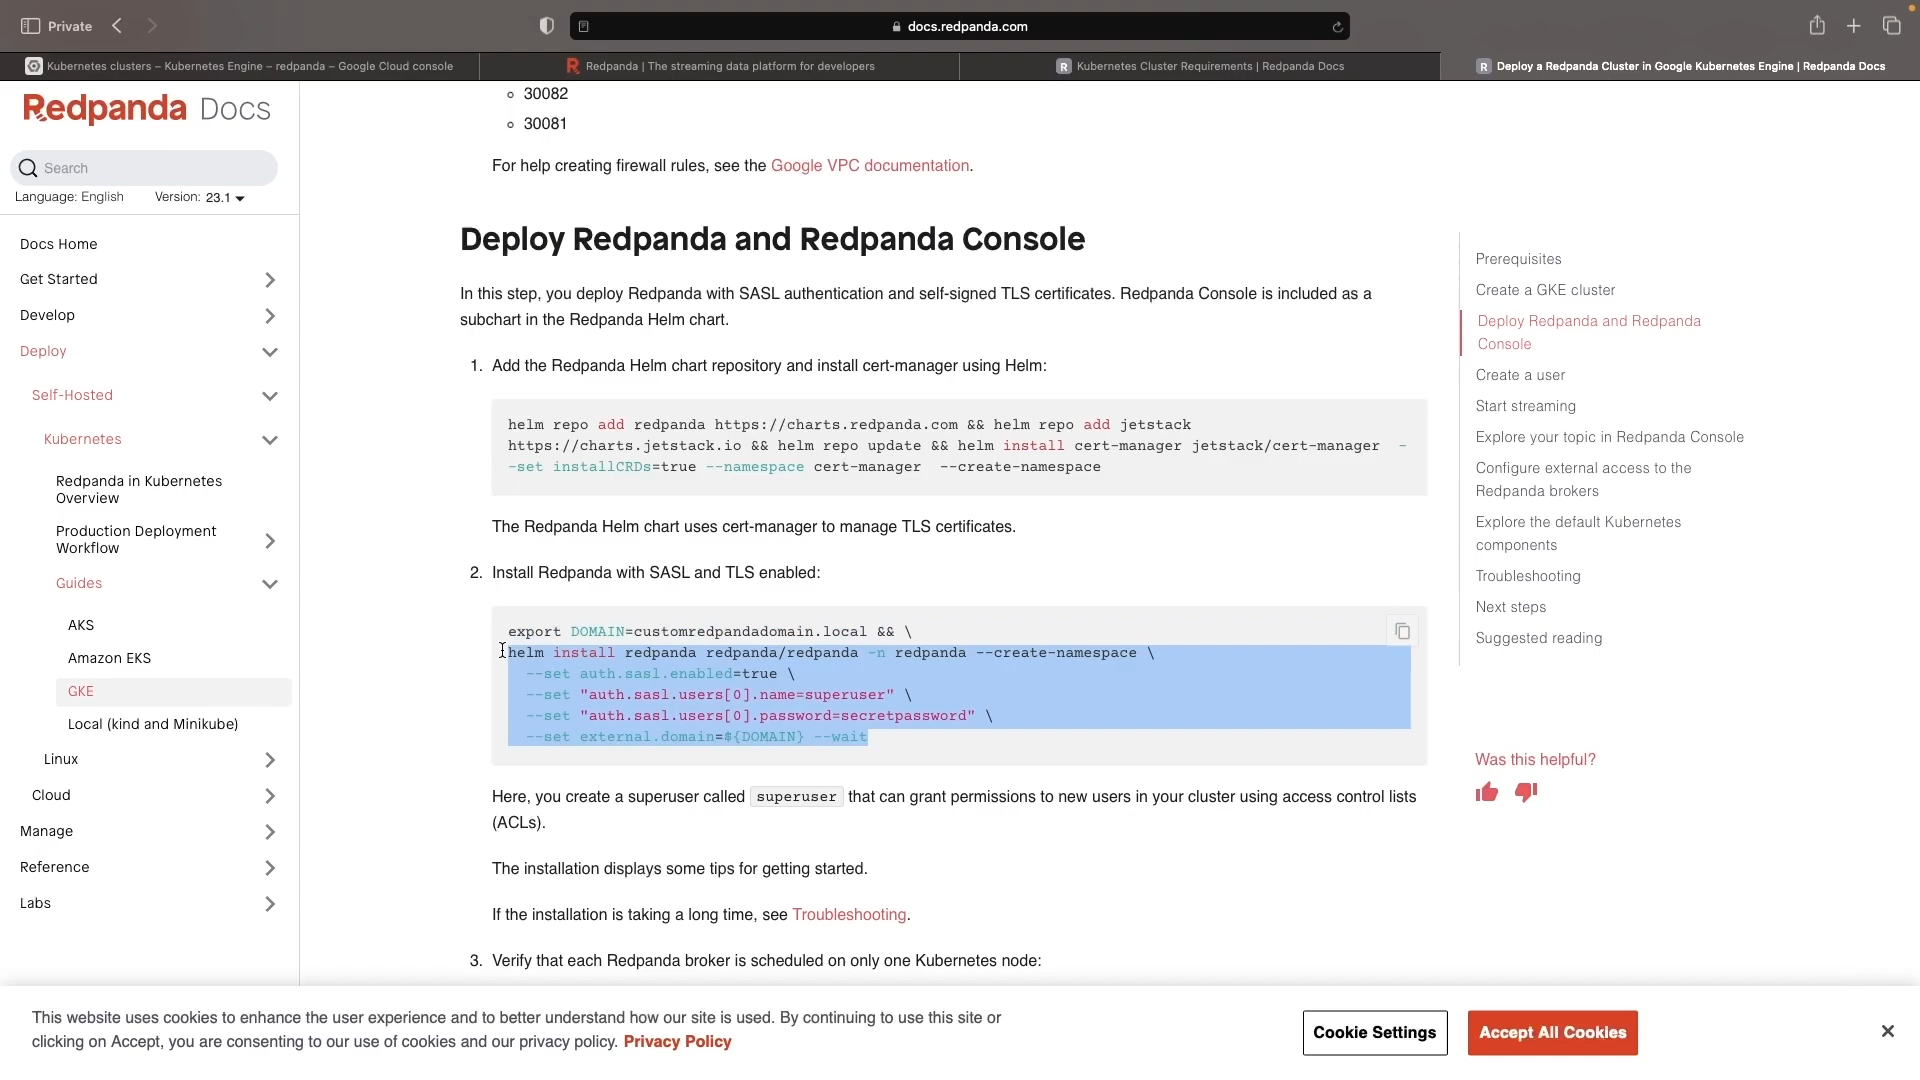 Private
docs.redpanda.com
Kubernetes clusters – Kubernetes Engine – redpanda – Google Cloud console
Redpanda | The streaming data platform for developers
Kubernetes Cluster Requirements | Redpanda Docs
Deploy a Redpanda Cluster in Google Kubernetes Engine | Redpanda Docs
Redpanda Docs
Search
Language: English
Version: 23.1
Docs Home
Get Started
Develop
Deploy
Self-Hosted
Kubernetes
Redpanda in Kubernetes
Overview
Production Deployment
Workflow
Guides
AKS
Amazon EKS
GKE
Local (kind and Minikube)
Linux
Cloud
Manage
Reference
Labs
30082
30081
For help creating firewall rules, see the Google VPC documentation.
Deploy Redpanda and Redpanda Console
In this step, you deploy Redpanda with SASL authentication and self-signed TLS certificates. Redpanda Console is included as a
subchart in the Redpanda Helm chart.
1. Add the Redpanda Helm chart repository and install cert-manager using Helm:
helm repo add redpanda https://charts.redpanda.com && helm repo add jetstack
https://charts.jetstack.io && helm repo update && helm install cert-manager jetstack/cert-manager -
-set installCRDs=true --namespace cert-manager --create-namespace
The Redpanda Helm chart uses cert-manager to manage TLS certificates.
2. Install Redpanda with SASL and TLS enabled:
export DOMAIN=customredpandadomain.local && \
helm install redpanda redpanda/redpanda -n redpanda --create-namespace \
--set auth.sasl.enabled=true \
--set "auth.sasl.users[0].name=superuser" \
--set "auth.sasl.users[0].password=secretpassword" \
--set external.domain=${DOMAIN} --wait
Here, you create a superuser called superuser that can grant permissions to new users in your cluster using access control lists
(ACLs).
The installation displays some tips for getting started.
If the installation is taking a long time, see Troubleshooting.
3. Verify that each Redpanda broker is scheduled on only one Kubernetes node:
Prerequisites
Create a GKE cluster
Deploy Redpanda and Redpanda
Console
Create a user
Start streaming
Explore your topic in Redpanda Console
Configure external access to the
Redpanda brokers
Explore the default Kubernetes
components
Troubleshooting
Next steps
Suggested reading
Was this helpful?
This website uses cookies to enhance the user experience and to better understand how our site is used. By continuing to use this site or
clicking on Accept, you are consenting to our use of cookies and our privacy policy. Privacy Policy
Cookie Settings
Accept All Cookies